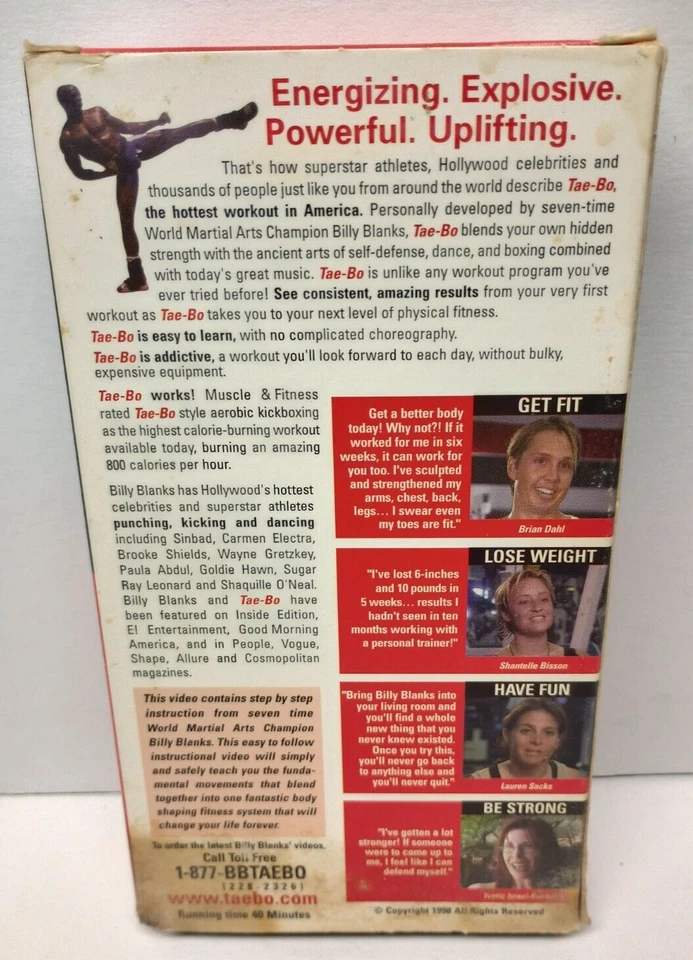 Energizing. Explosive.
Powerful. Uplifting.
That's how superstar athletes, Hollywood celebrities and
thousands of people just like you from around the world describe Tae-Bo,
the hottest workout in America. Personally developed by seven-time
World Martial Arts Champion Billy Blanks, Tae-Bo blends your own hidden
strength with the ancient arts of self-defense, dance, and boxing combined
with today's great music. Tae-Bo is unlike any workout program you've
ever tried before! See consistent, amazing results from your very first
workout as Tae-Bo takes you to your next level of physical fitness.
Tae-Bo is easy to learn, with no complicated choreography.
Tae-Bo is addictive, a workout you'll look forward to each day, without bulky,
expensive equipment.
Tae-Bo works! Muscle & Fitness
rated Tae-Bo style aerobic kickboxing
as the highest calorie-burning workout
available today, burning an amazing
800 calories per hour.
Billy Blanks has Hollywood's hottest
celebrities and superstar athletes
punching, kicking and dancing
including Sinbad, Carmen Electra,
Brooke Shields, Wayne Gretzkey,
Paula Abdul, Goldie Hawn, Sugar
Ray Leonard and Shaquille O'Neal.
Billy Blanks and Tae-Bo have
been featured on Inside Edition,
E! Entertainment, Good Morning
America, and in People, Vogue,
Shape, Allure and Cosmopolitan
magazines.
This video contains step by step
instruction from seven time
World Martial Arts Champion
Billy Blanks. This easy to follow
instructional video will simply
and safely teach you the funda-
mental movements that blend
together into one fantastic body
shaping fitness system that will
change your life forever.
To order the latest Billy Blanks' videos,
Call Toll Free
1-877-BBTAEBO
(228-2326)
www.taebo.com
Running time 40 Minutes
GET FIT
Get a better body
today! Why not?! If it
worked for me in six
weeks, it can work for
you too. I've sculpted
and strengthened my
arms, chest, back,
legs... I swear even
my toes are fit."
Brian Dahl
LOSE WEIGHT
"I've lost 6-inches
and 10 pounds in
5 weeks... results I
hadn't seen in ten
months working with
a personal trainer!"
Shantelle Bisson
HAVE FUN
"Bring Billy Blanks into
your living room and
you'll find a whole
new thing that you
never knew existed.
Once you try this,
you'll never go back
to anything else and
you'll never quit."
Lauren Sacks
BE STRONG
"I've gotten a lot
stronger! If someone
were to come up to
me, I feel like I can
defend myself."
© Copyright 1998 All Rights Reserved